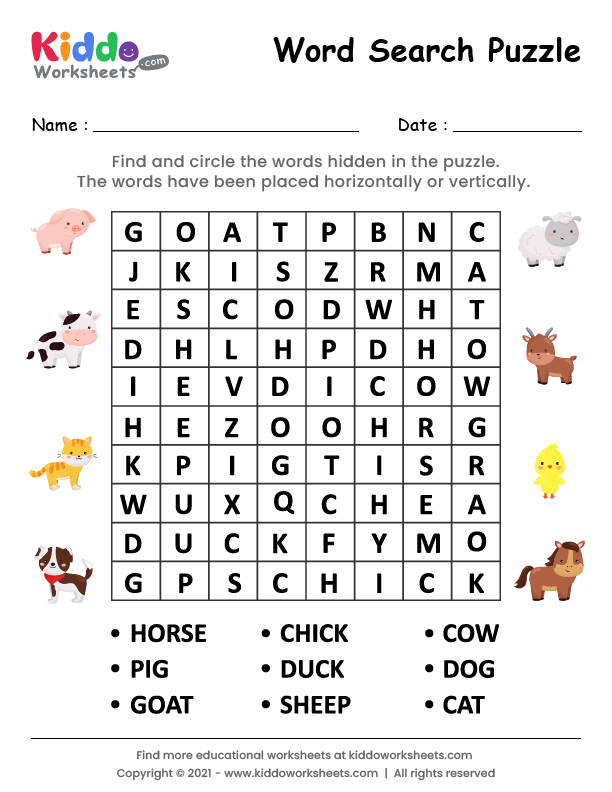 Kiddo
Worksheets.com
Word Search Puzzle
Name : Date :
Find and circle the words hidden in the puzzle.
The words have been placed horizontally or vertically.
G O A T P B N C
J K I S Z R M A
E S C O D W H T
D H L H P D H O
I E V D I C O W
H E Z O O H R G
K P I G T I S R
W U X Q C H E A
D U C K F Y M O
G P S C H I C K
• HORSE • CHICK • COW
• PIG • DUCK • DOG
• GOAT • SHEEP • CAT
Find more educational worksheets at kiddoworksheets.com
Copyright © 2021 - www.kiddoworksheets.com | All rights reserved